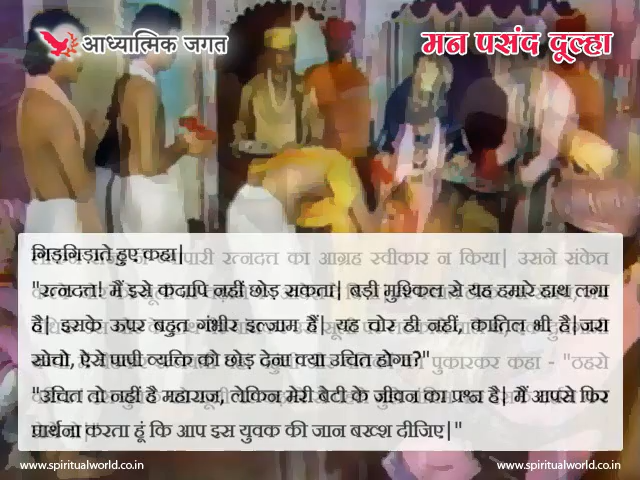 आध्यात्मिक जगत
मन पसंद दूल्हा
गिड़गिड़ाते हुए कहा|
पारी रत्नदत्त का आग्रह स्वीकार न किया| उसने संकेत
"रत्नदत्त! मैं इसे कदापि नहीं छोड़ सकता| बड़ी मुश्किल से यह हमारे हाथ लगा
है| इसके ऊपर बहुत गंभीर इल्जाम हैं| यह चोर ही नहीं, कातिल भी है|जरा
सोचो, ऐसे पापी व्यक्ति को छोड़ देना क्या उचित होगा?"
पुकारकर कहा - "ठहरो
"उचित तो नहीं है महाराज, लेकिन मेरी बेटी के जीवन का प्रश्न है| मैं आपसे फिर
प्रार्थना करता हूं कि आप इस युवक की जान बख्श दीजिए|"
www.spiritualworld.co.in
www.spiritualworld.co.in